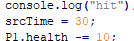 console.log("hit").
srcTime = 30;
P1.health -= 10;